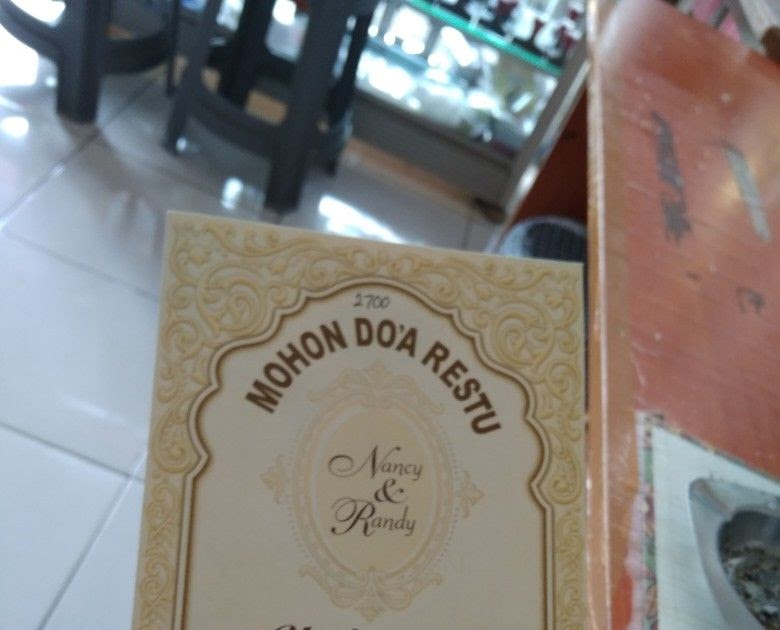 2700
MOHON DO'A RESTU
Nancy
&
Randy